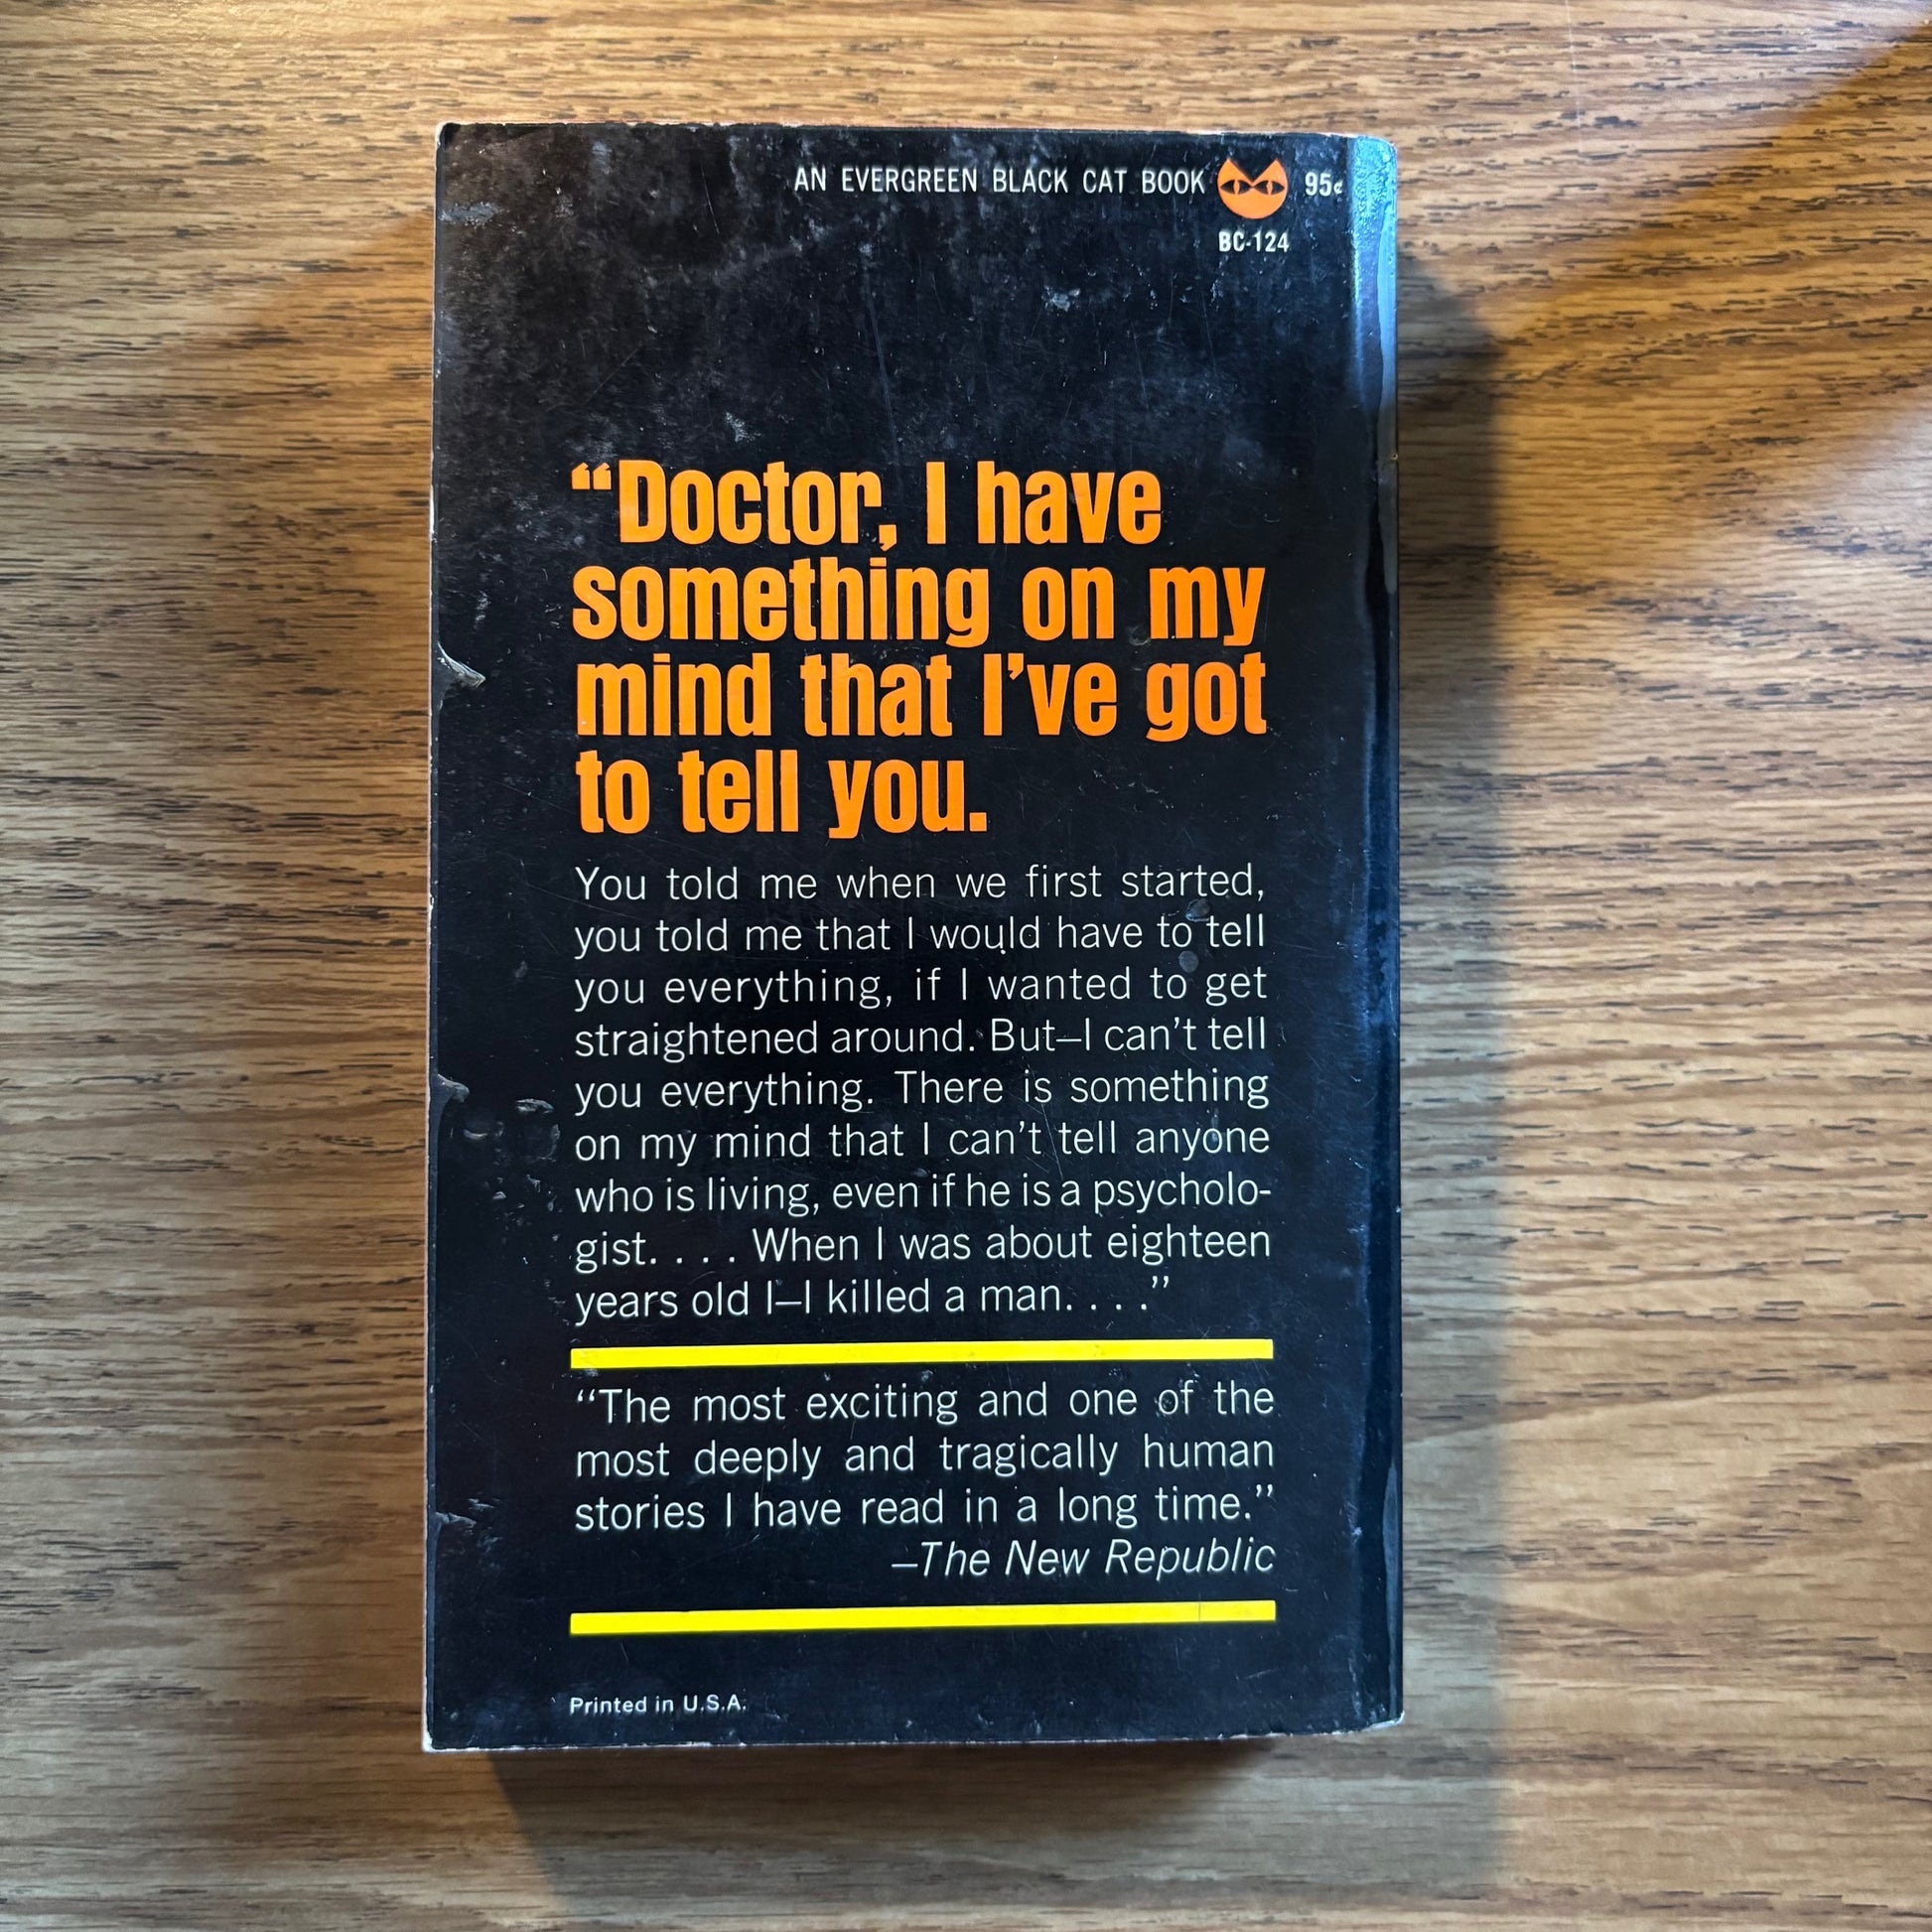 AN EVERGREEN BLACK CAT BOOK 95¢
BC-124
“Doctor, I have
something on my
mind that I’ve got
to tell you.
You told me when we first started,
you told me that I would have to tell
you everything, if I wanted to get
straightened around. But—I can’t tell
you everything. There is something
on my mind that I can’t tell anyone
who is living, even if he is a psycholo-
gist. . . . When I was about eighteen
years old I—I killed a man. . . .”
“The most exciting and one of the
most deeply and tragically human
stories I have read in a long time.”
—The New Republic
Printed in U.S.A.